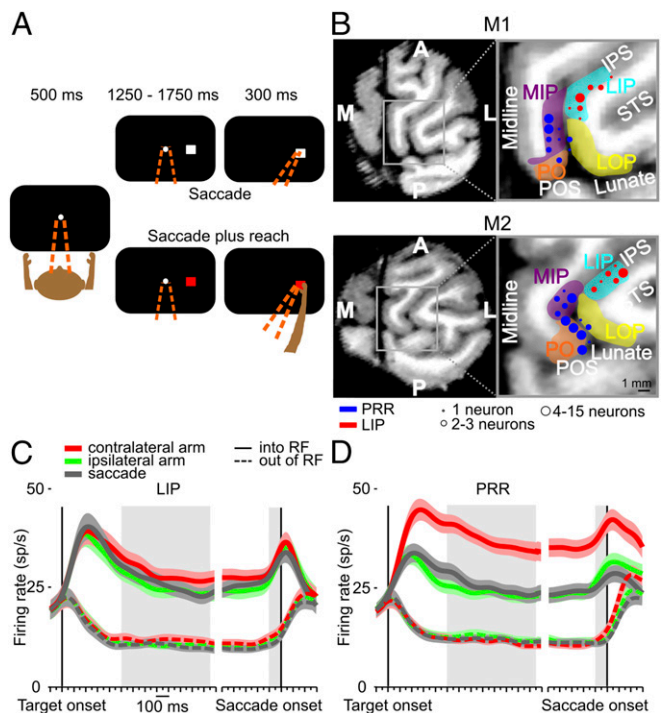 A
500 ms
1250 - 1750 ms
300 ms
Saccade
Saccade plus reach
B
M1
A
M
L
P
Midline
MIP
IPS
LIP
STS
PO
POS
LOP
Lunate
M2
A
M
L
P
Midline
MIP
LIP
IPS
STS
LOP
PO
POS
Lunate
1 mm
PRR
LIP
1 neuron
2-3 neurons
4-15 neurons
C
contralateral arm
ipsilateral arm
saccade
into RF
out of RF
LIP
50
25
0
Firing rate (sp/s)
Target onset
100 ms
Saccade onset
D
PRR
50
25
0
Firing rate (sp/s)
Target onset
Saccade onset